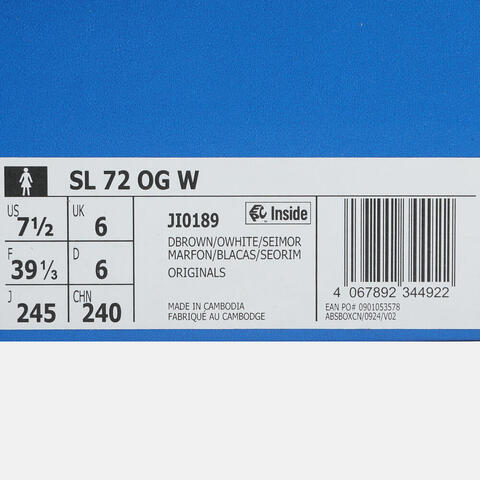 SL 72 OG W
US 7½ UK 6
F 39⅓ D 6
J 245 CHN 240
JI0189 Inside
DBROWN/OWHITE/SEIMOR
MARFON/BLACAS/SEORIM
ORIGINALS
MADE IN CAMBODIA
FABRIQUÉ AU CAMBODGE
4 067892 344922
EAN PO# 0901053578
ABSBOXCN/0924/V02